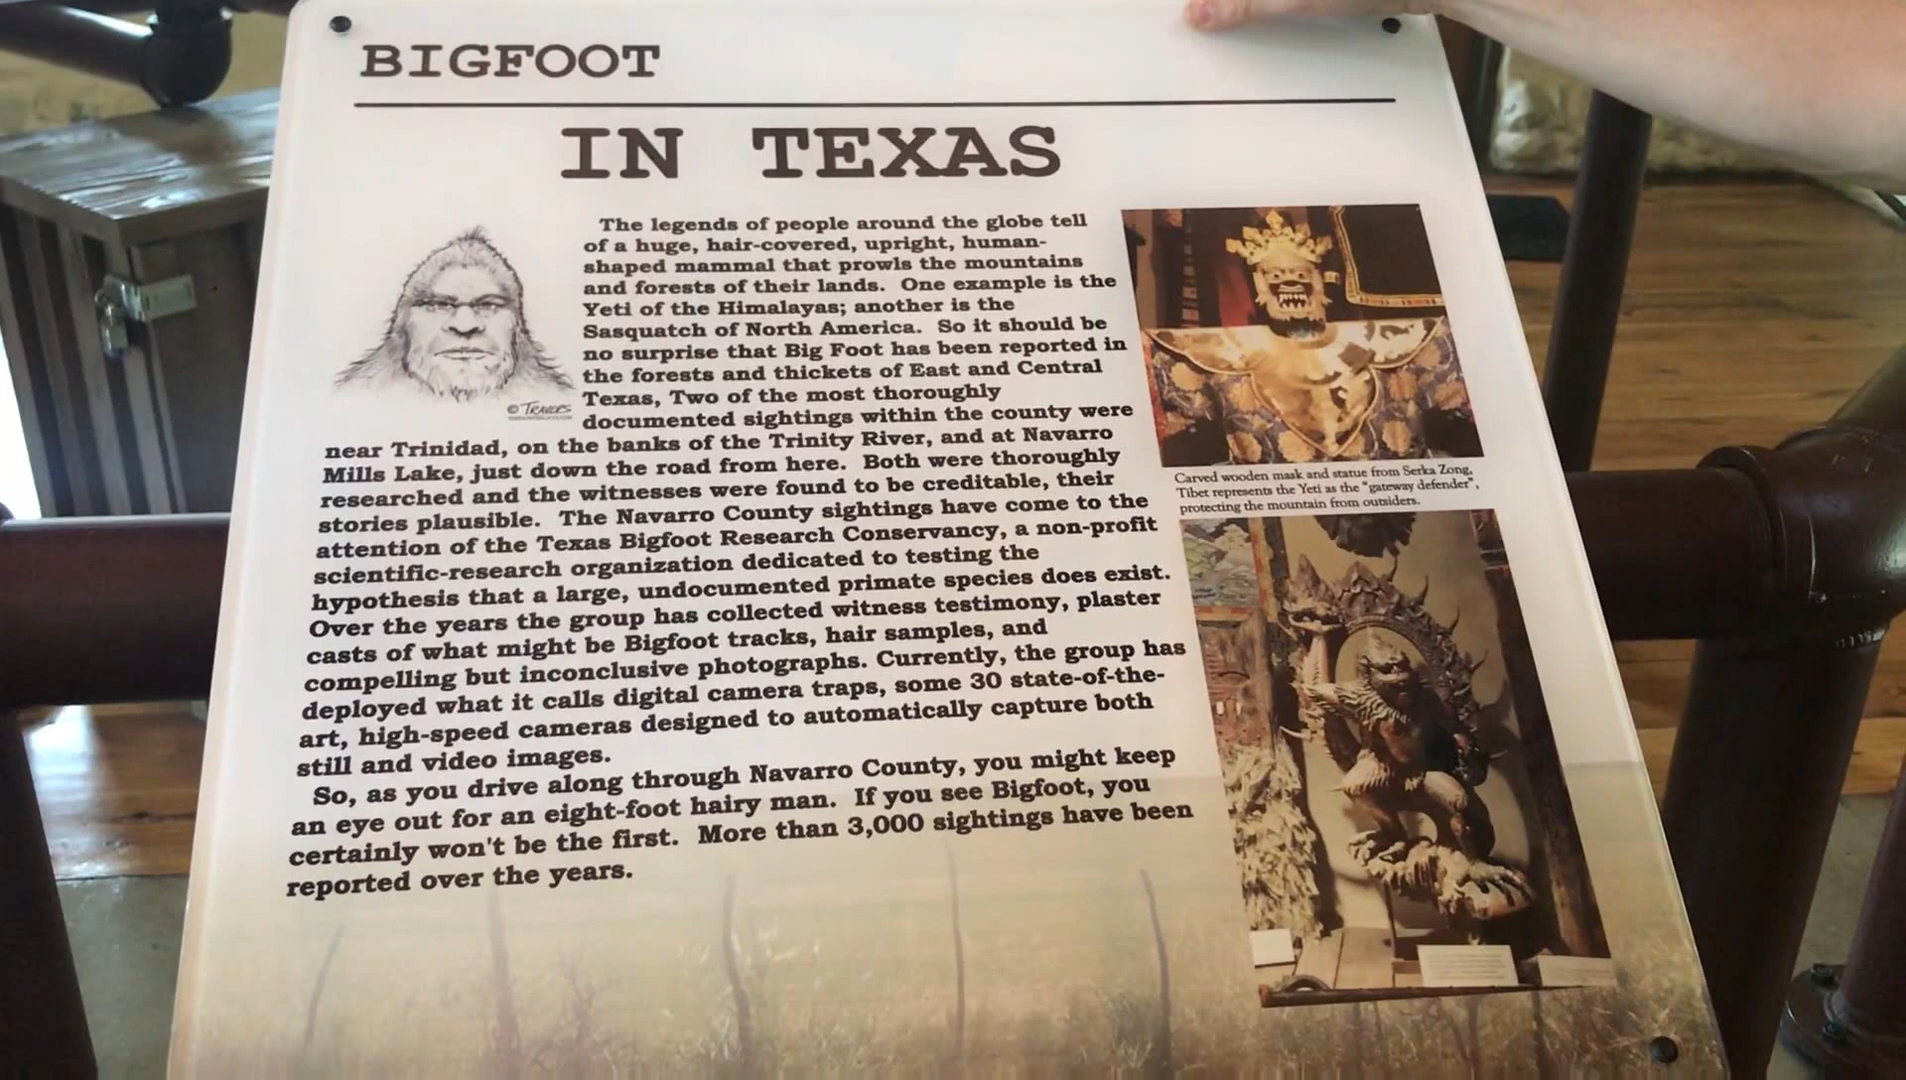 BIGFOOT
IN TEXAS
The legends of people around the globe tell
of a huge, hair-covered, upright, human-
shaped mammal that prowls the mountains
and forests of their lands. One example is the
Yeti of the Himalayas; another is the
Sasquatch of North America. So it should be
no surprise that Big Foot has been reported in
the forests and thickets of East and Central
Texas, Two of the most thoroughly
documented sightings within the county were
near Trinidad, on the banks of the Trinity River, and at Navarro
Mills Lake, just down the road from here. Both were thoroughly
researched and the witnesses were found to be creditable, their
stories plausible. The Navarro County sightings have come to the
attention of the Texas Bigfoot Research Conservancy, a non-profit
scientific-research organization dedicated to testing the
hypothesis that a large, undocumented primate species does exist.
Over the years the group has collected witness testimony, plaster
casts of what might be Bigfoot tracks, hair samples, and
compelling but inconclusive photographs. Currently, the group has
deployed what it calls digital camera traps, some 30 state-of-the-
art, high-speed cameras designed to automatically capture both
still and video images.
So, as you drive along through Navarro County, you might keep
an eye out for an eight-foot hairy man. If you see Bigfoot, you
certainly won't be the first. More than 3,000 sightings have been
reported over the years.
© TRAVERS
Carved wooden mask and statue from Serka Zong,
Tibet represents the Yeti as the "gateway defender",
protecting the mountain from outsiders.